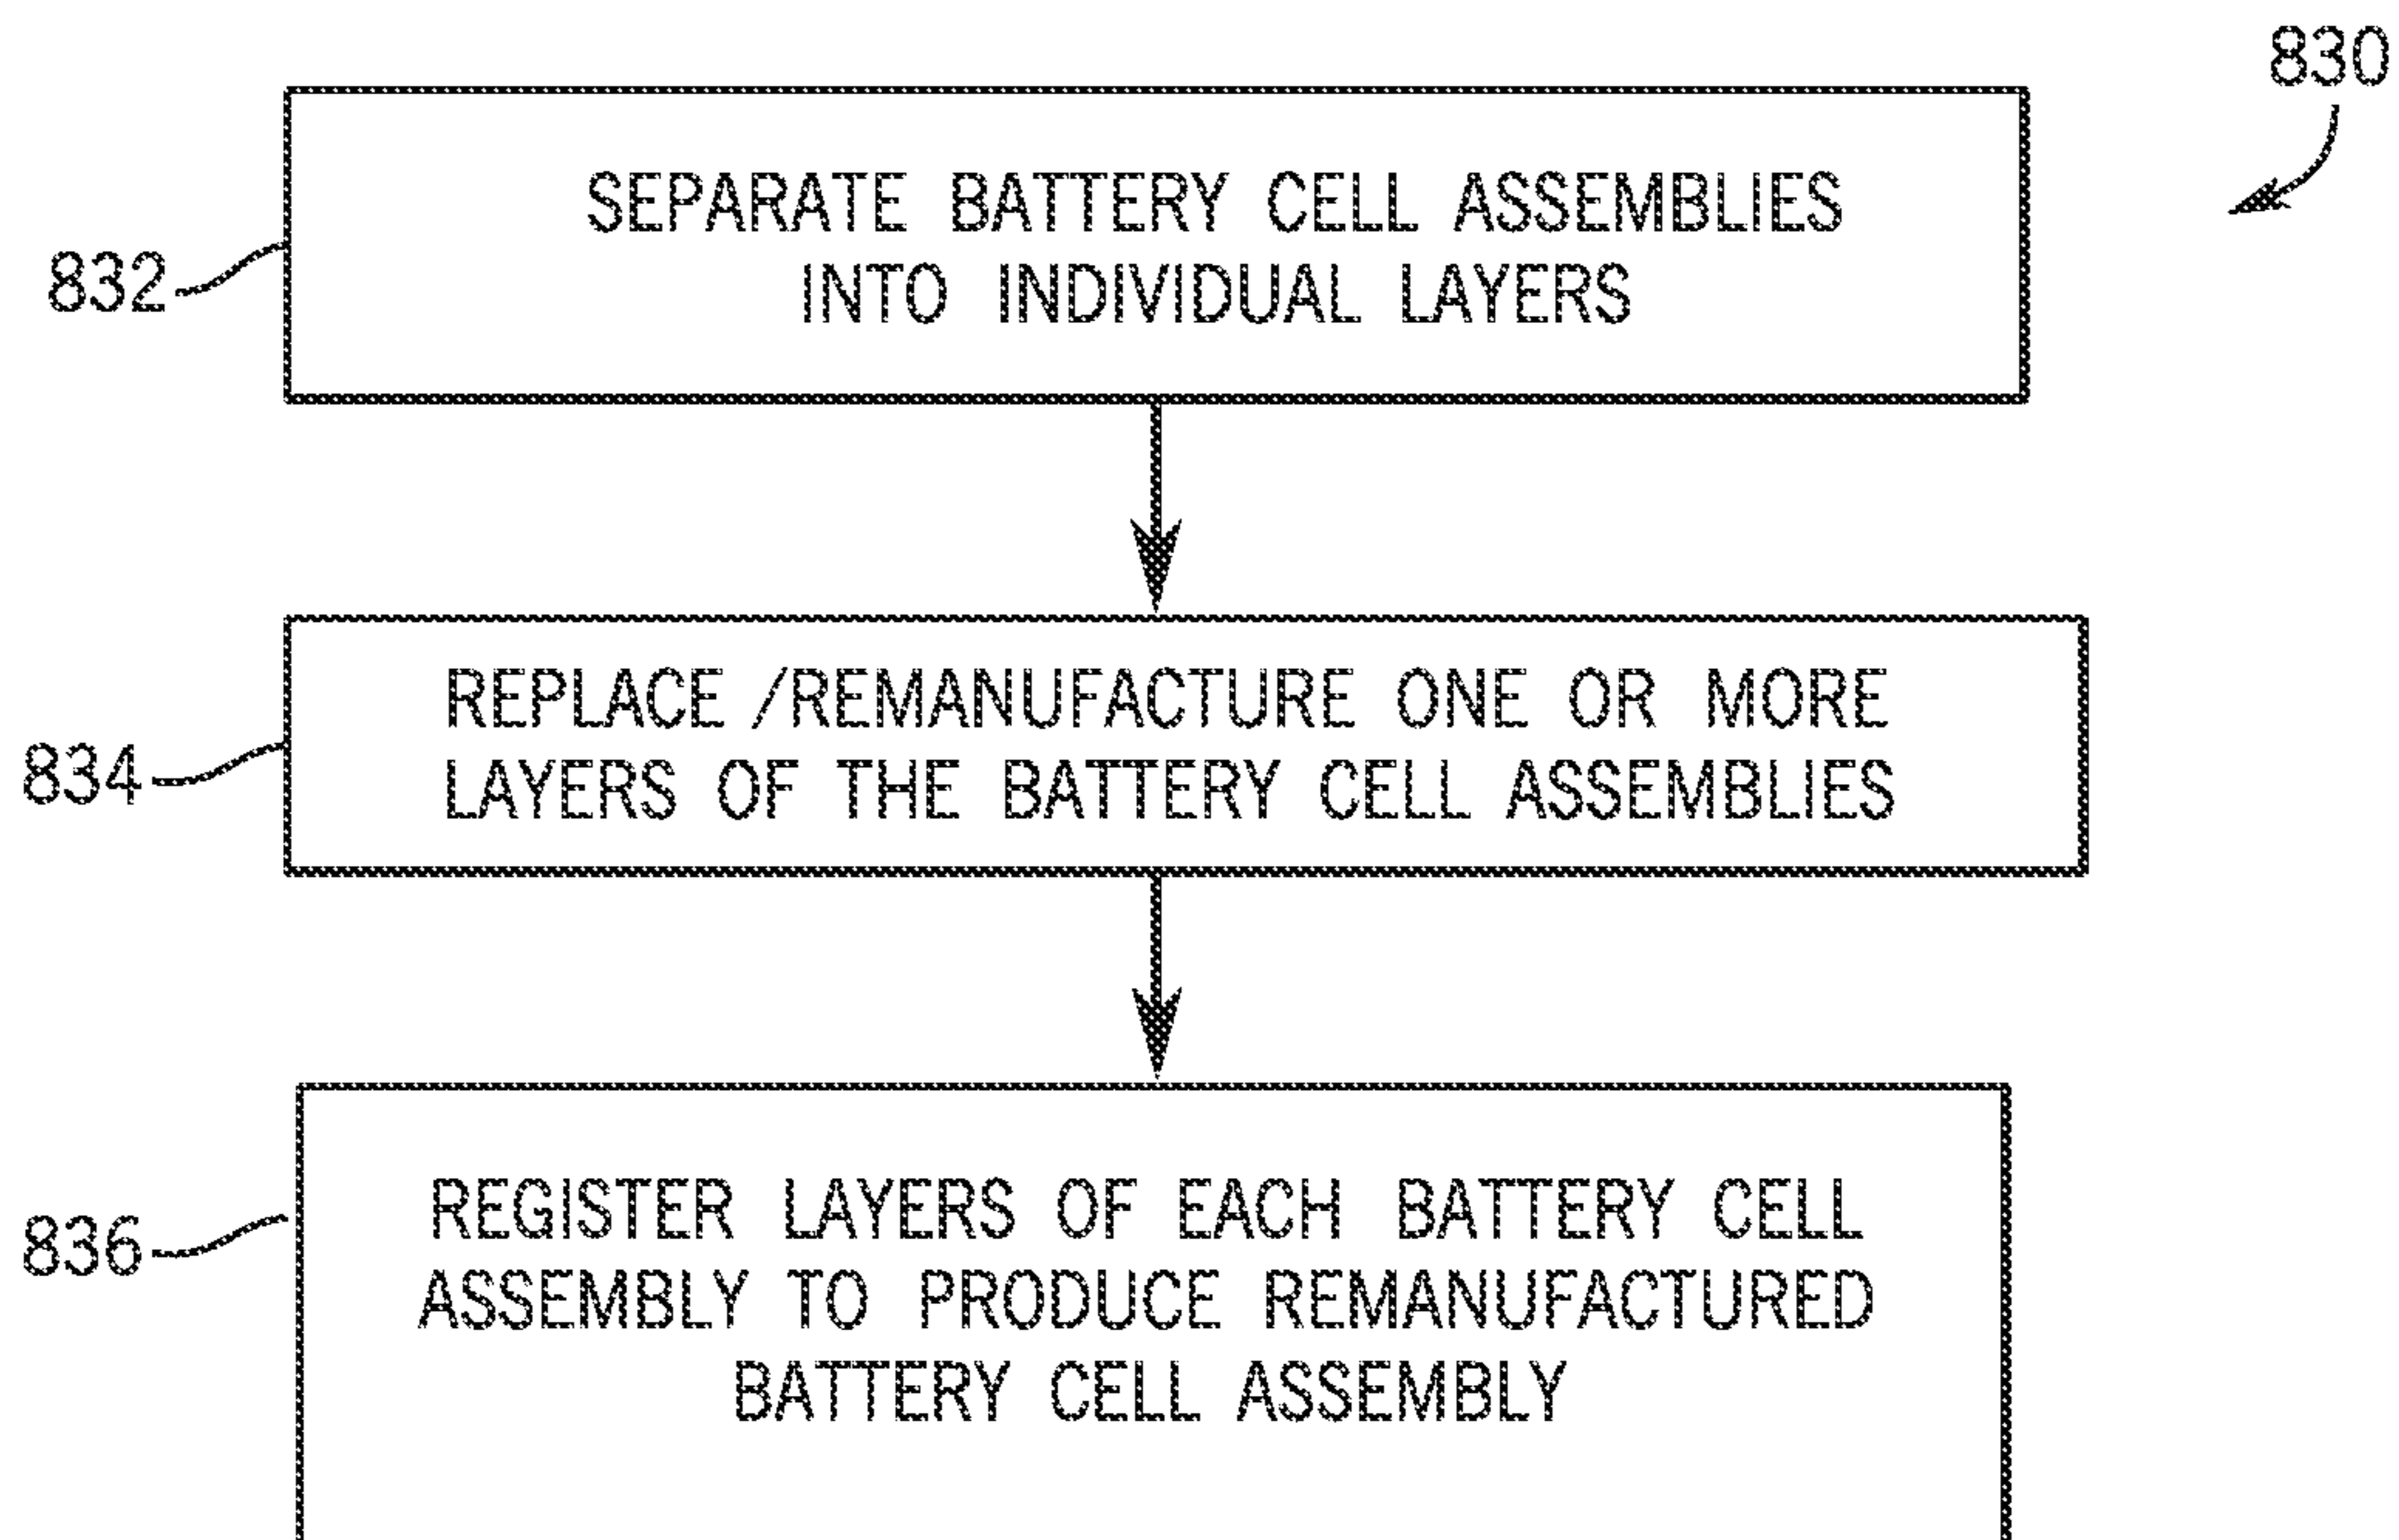 830
SEPARATE BATTERY CELL ASSEMBLIES
INTO INDIVIDUAL LAYERS
832
REPLACE /REMANUFACTURE ONE OR MORE
LAYERS OF THE BATTERY CELL ASSEMBLIES
834
REGISTER LAYERS OF EACH BATTERY CELL
ASSEMBLY TO PRODUCE REMANUFACTURED
BATTERY CELL ASSEMBLY
836